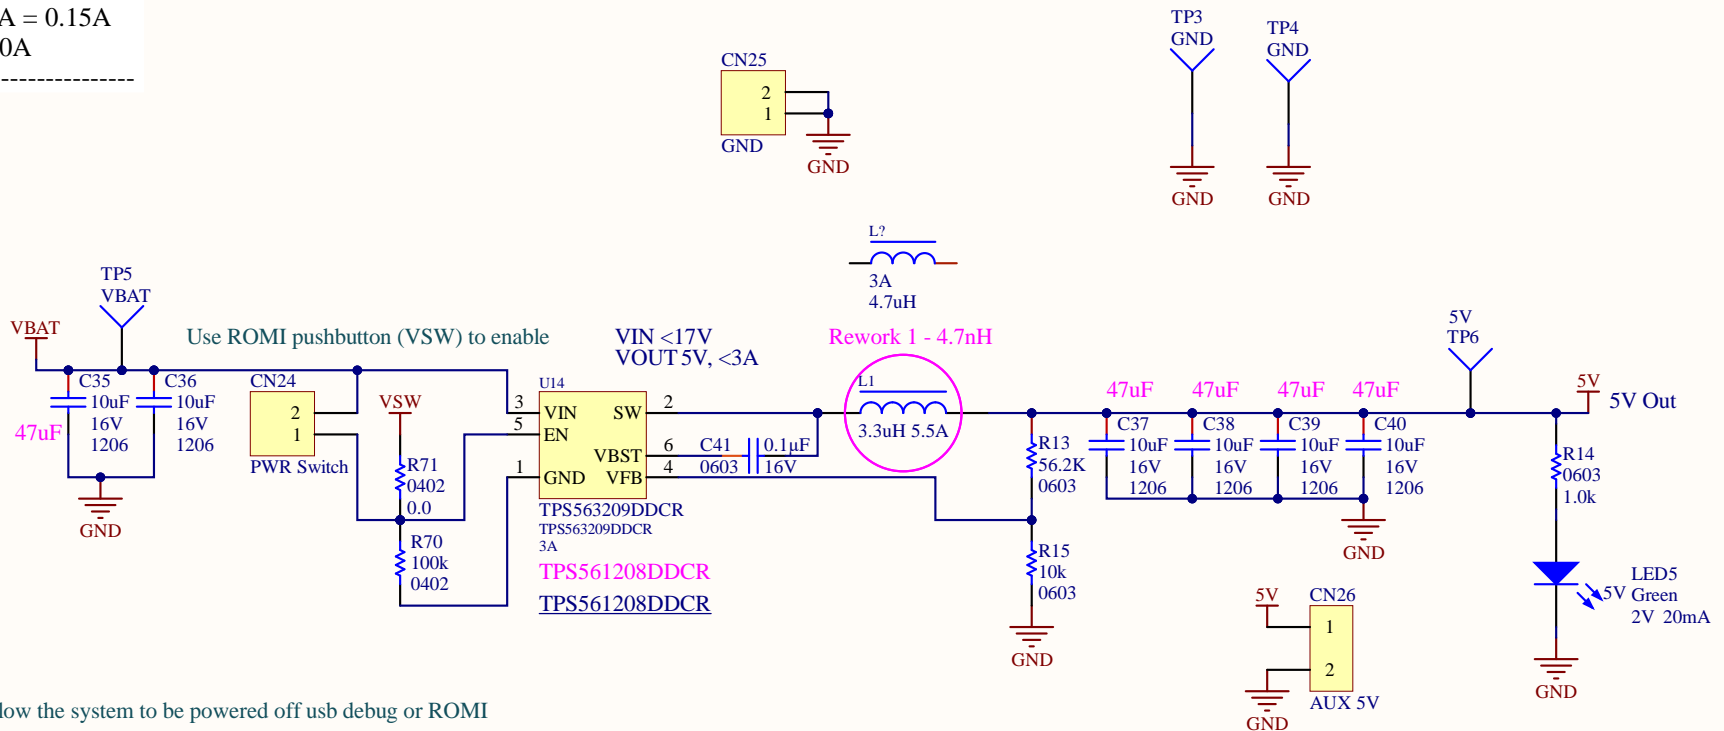 A = 0.15A
0A
--------------------
TP3
GND
GND
TP4
GND
GND
CN25
2
1
GND
GND
L?
3A
4.7uH
VBAT
TP5
VBAT
C35
10uF
16V
1206
47uF
C36
10uF
16V
1206
GND
Use ROMI pushbutton (VSW) to enable
CN24
2
1
PWR Switch
VSW
R71
0402
0.0
R70
100k
0402
VIN <17V
VOUT 5V, <3A
U14
3
VIN
SW
2
5
EN
VBST
6
1
GND
VFB
4
TPS563209DDCR
TPS563209DDCR
3A
TPS561208DDCR
TPS561208DDCR
C41
0603
0.1µF
16V
Rework 1 - 4.7nH
L1
3.3uH 5.5A
R13
56.2K
0603
R15
10k
0603
GND
47uF
C37
10uF
16V
1206
47uF
C38
10uF
16V
1206
47uF
C39
10uF
16V
1206
47uF
C40
10uF
16V
1206
GND
5V
TP6
5V
5V Out
R14
0603
1.0k
LED5
5V
Green
2V 20mA
GND
5V
CN26
1
2
AUX 5V
GND
low the system to be powered off usb debug or ROMI